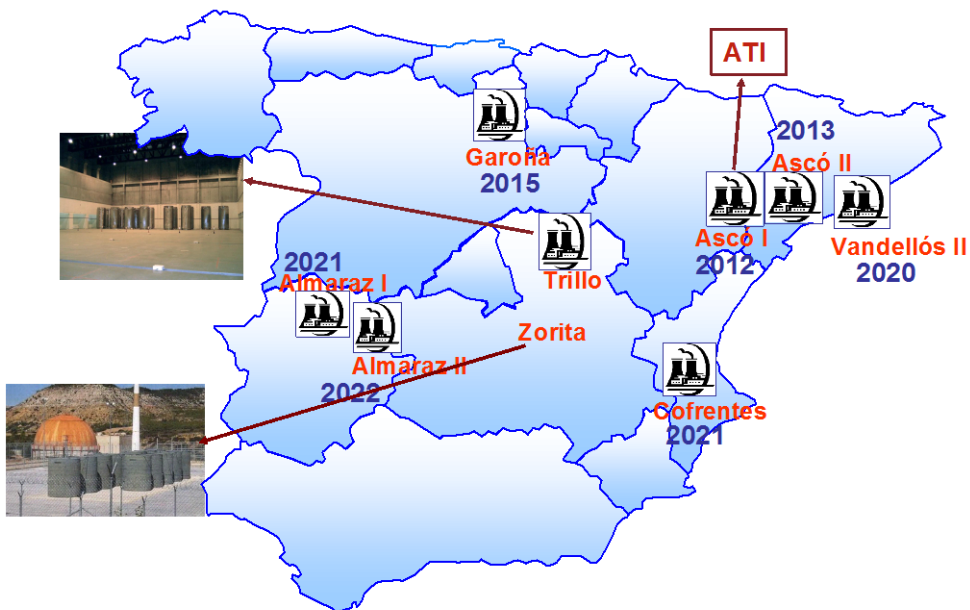 ATI
2013
Ascó II
Garoña
2015
Ascó I
2012
Vandellós II
2020
Trillo
2021
Almaraz I
Zorita
Almaraz II
2022
Cofrentes
2021